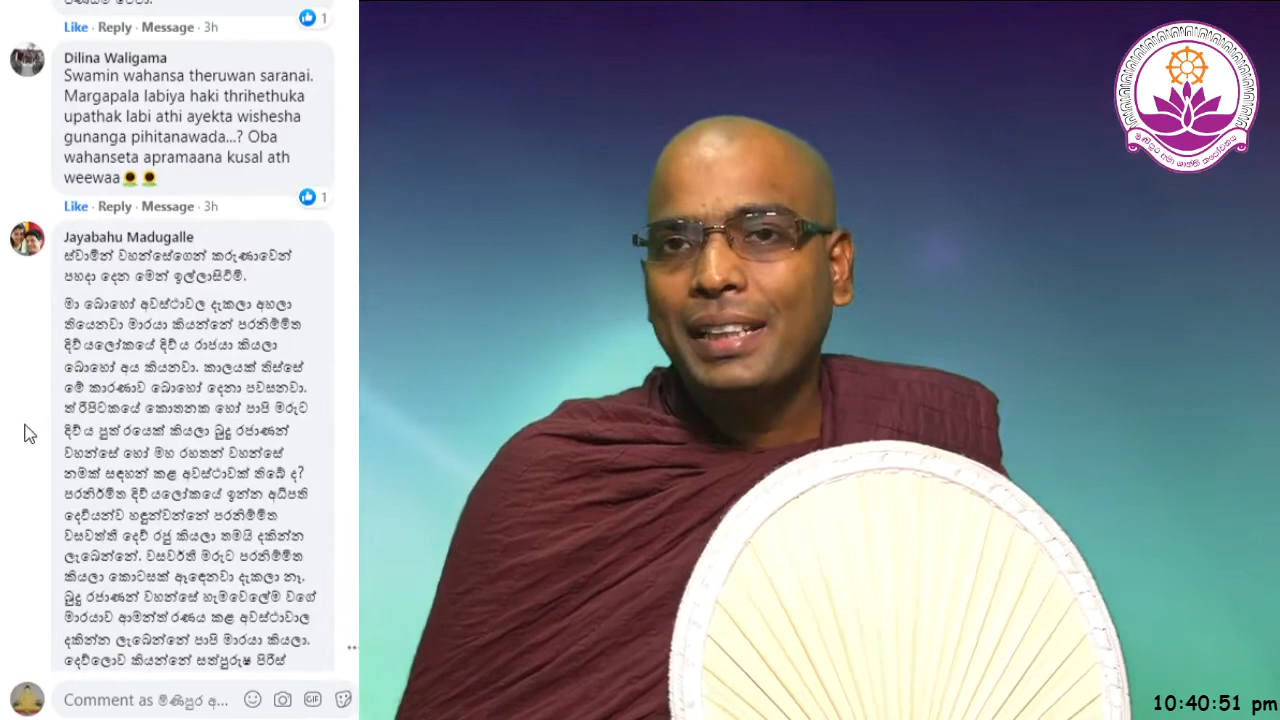 Like · Reply · Message · 3h
1
Dilina Waligama
Swamin wahansa theruwan saranai.
Margapala labiya haki thrihethuka
upathak labi athi ayekta wishesha
gunanga pihitanawada...? Oba
wahanseta apramaana kusal ath
weewaa🌻🌻
1
Like · Reply · Message · 3h
Jayabahu Madugalle
ස්වාමීන් වහන්සේගෙන් කරුණාවෙන්
පහදා දෙන මෙන් ඉල්ලාසිටිමි.
මා බොහෝ අවස්ථාවල දැකලා අහලා
තියෙනවා මාරයා කියන්නේ පරනිම්මිත
දිව්යලෝකයේ දිව්ය රාජයා කියලා
බොහෝ අය කියනවා. කාලයක් තිස්සේ
මේ කාරණාව බොහෝ දෙනා පවසනවා.
ත්රිපිටකයේ කොතනක හෝ පාපි මරුට
දිව්ය පුත්රයෙක් කියලා බුදු රජාණන්
වහන්සේ හෝ මහ රහතන් වහන්සේ
නමක් සඳහන් කළ අවස්ථාවක් තිබේ ද?
පරනිර්මිත දිව්යලෝකයේ ඉන්න අධිපති
දෙවියන්ව හඳුන්වන්නේ පරනිම්මිත
වසවත්ති දෙව් රජු කියලා තමයි දකින්න
ලැබෙන්නේ. වසවර්ති මරුට පරනිම්මිත
කියලා කොටසක් ඈඳෙනවා දැකලා නෑ.
බුදු රජාණන් වහන්සේ හැමවෙලේම වගේ
මාරයාව ආමන්ත්රණය කළ අවස්ථාවාල
දකින්න ලැබෙන්නේ පාපි මාරයා කියලා.
දෙව්ලොව කියන්නේ සත්පුරුෂ පිරිස්
Comment as මිණිපුර අ...
GIF
10:40:51 pm